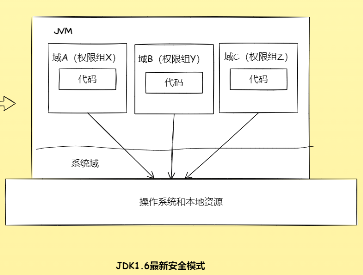 JVM
域A（权限组X）
域B（权限组Y）
域C（权限组Z）
代码
代码
代码
系统域
操作系统和本地资源
JDK1.6最新安全模式